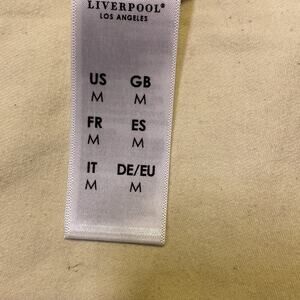 LIVERPOOL®
LOS ANGELES
US GB
M M
FR ES
M M
IT DE/EU
M M